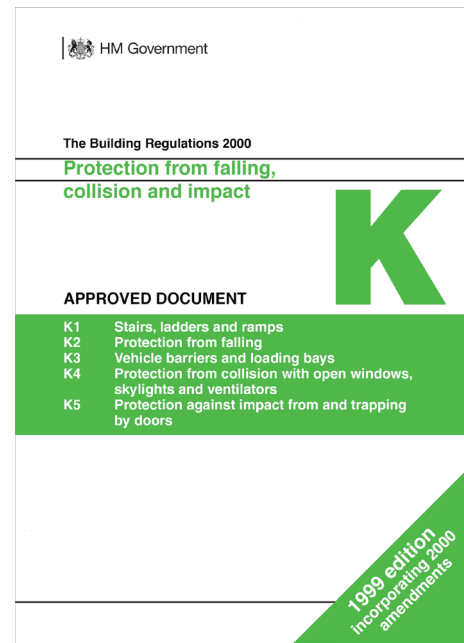 HM Government
The Building Regulations 2000
Protection from falling,
collision and impact
K
APPROVED DOCUMENT
K1 Stairs, ladders and ramps
K2 Protection from falling
K3 Vehicle barriers and loading bays
K4 Protection from collision with open windows,
skylights and ventilators
K5 Protection against impact from and trapping
by doors
1999 edition
incorporating 2000
amendments